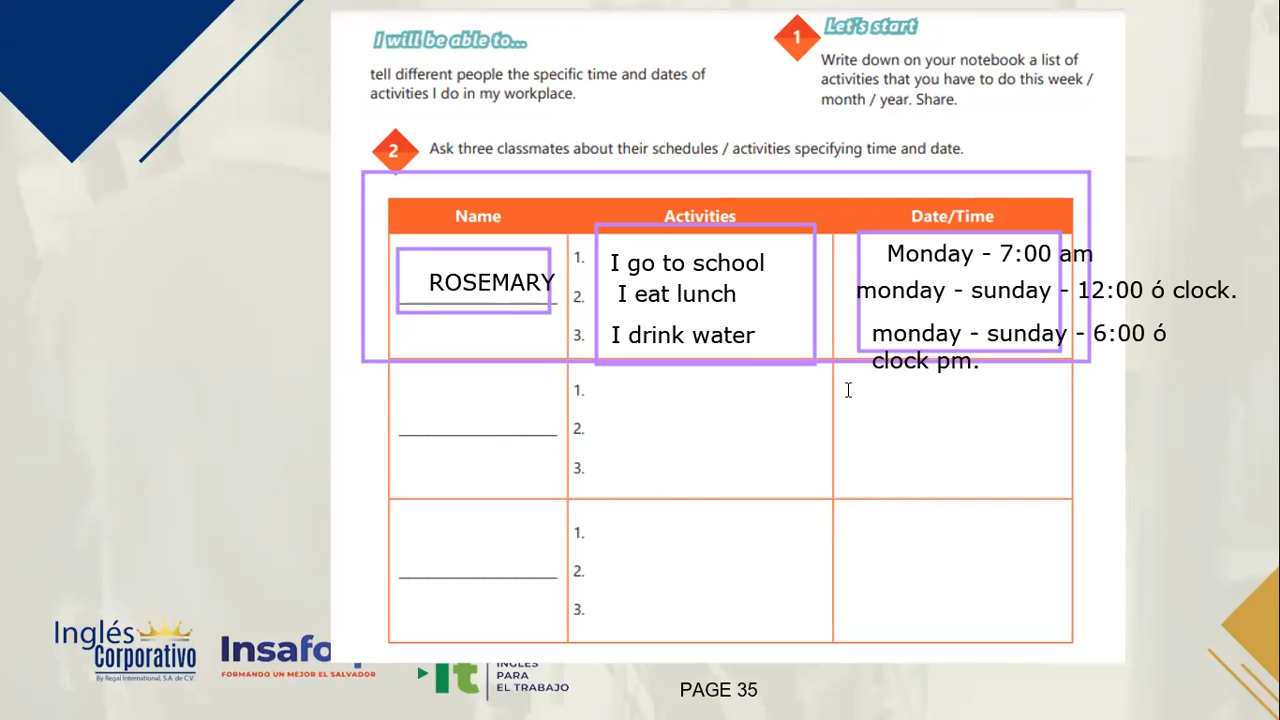 I will be able to...
tell different people the specific time and dates of
activities I do in my workplace.
1
Let's start
Write down on your notebook a list of
activities that you have to do this week /
month / year. Share.
2
Ask three classmates about their schedules / activities specifying time and date.
Name
Activities
Date/Time
ROSEMARY
1.
I go to school
Monday - 7:00 am
2.
I eat lunch
monday - sunday - 12:00 ó clock.
3.
I drink water
monday - sunday - 6:00 ó
clock pm.
1.
2.
3.
1.
2.
3.
Inglés
Corporativo
By Regal International, S.A. de C.V.
Insafo
FORMANDO UN MEJOR EL SALVADOR
it
INGLÉS
PARA
EL TRABAJO
PAGE 35